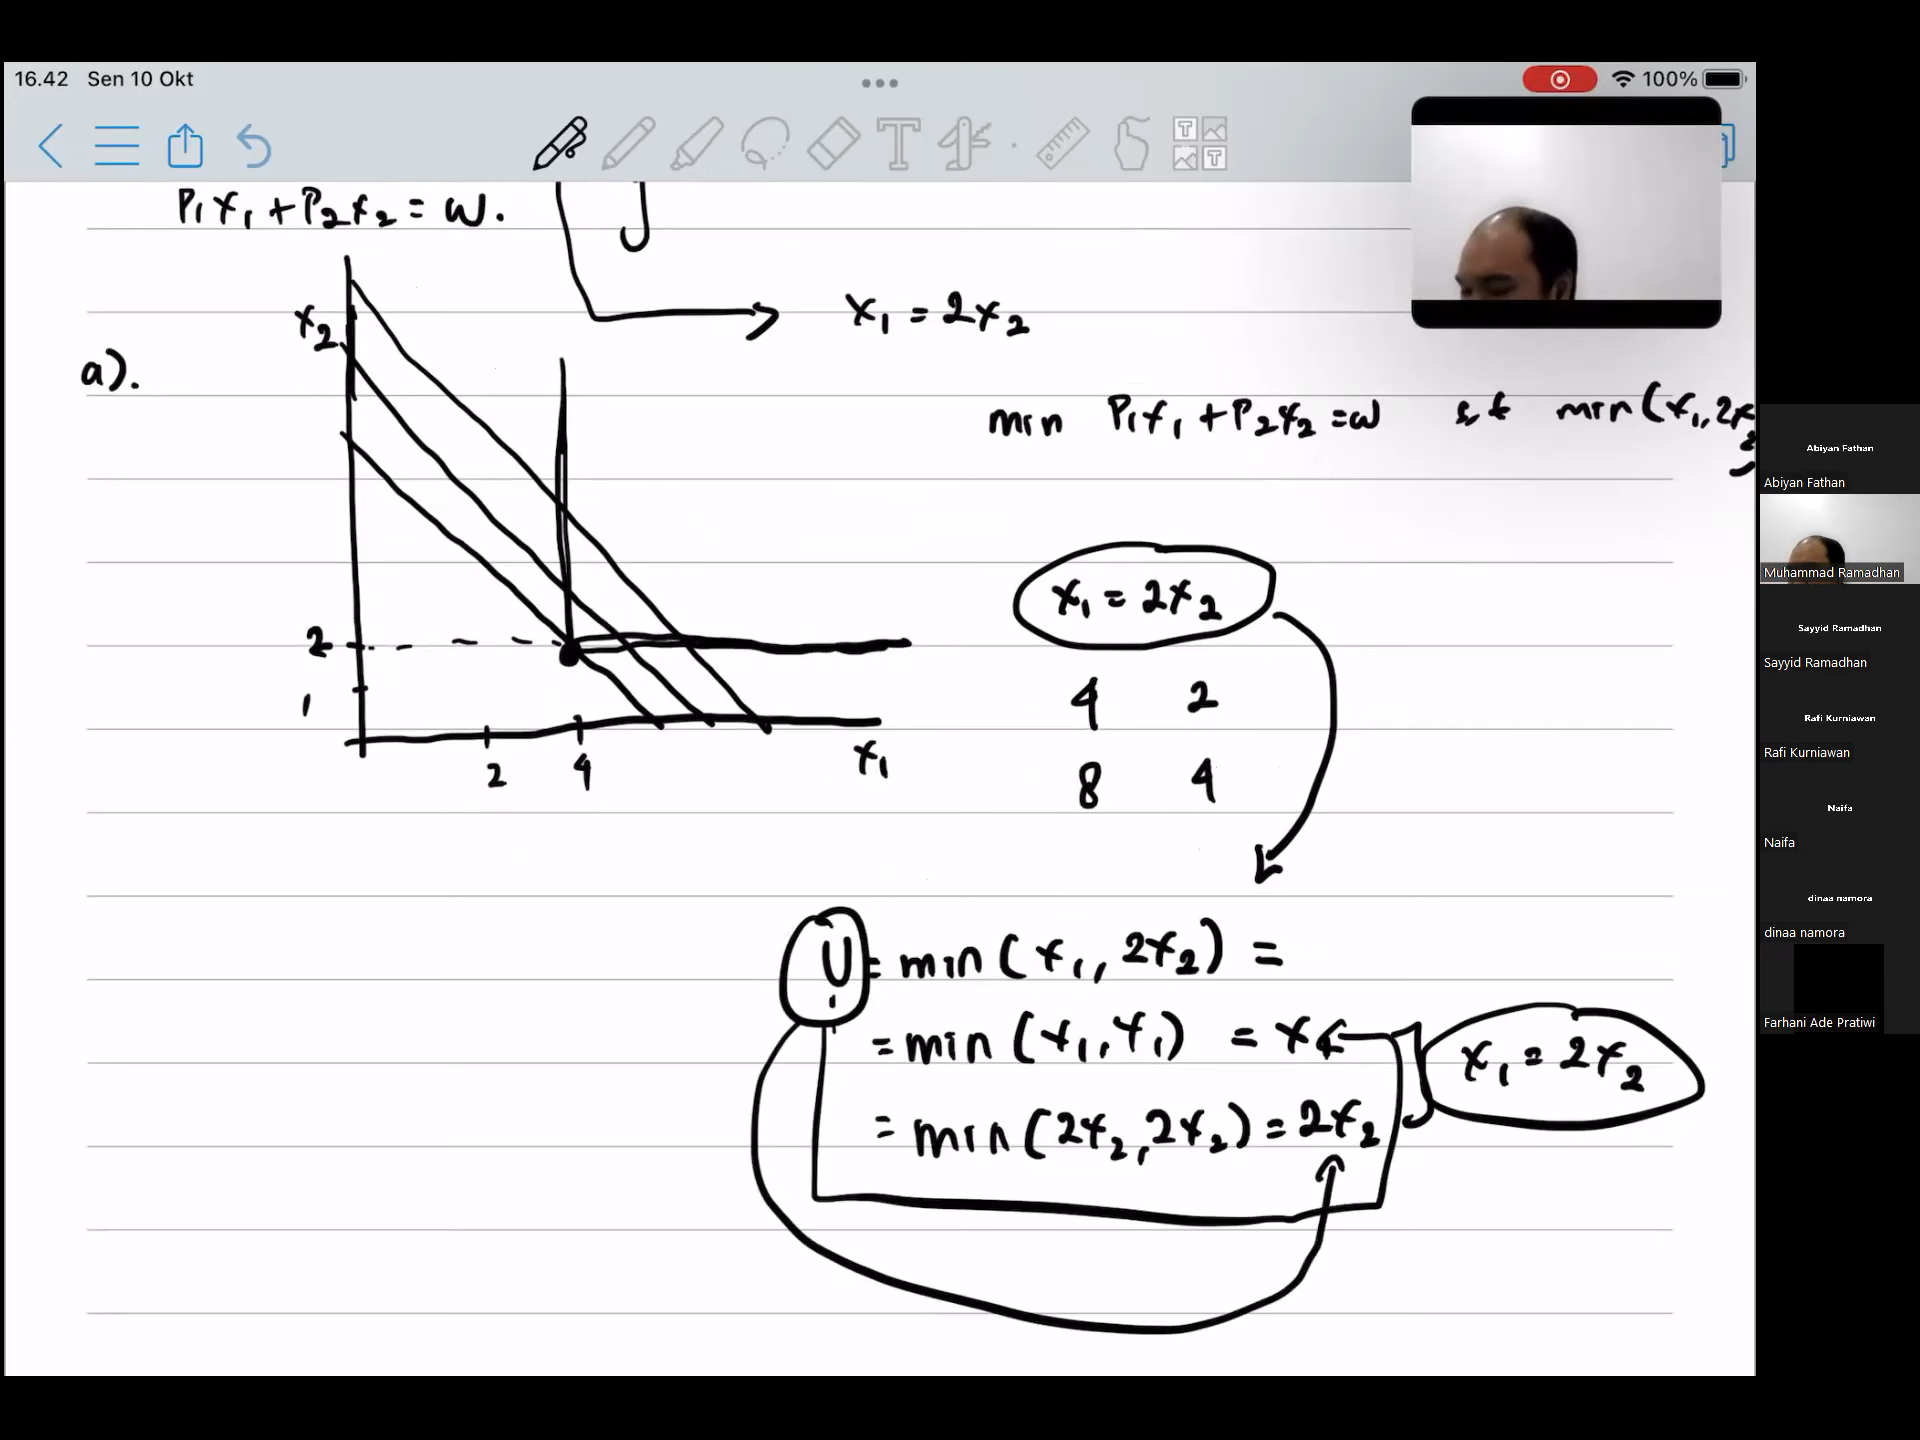 16.42 Sen 10 Okt
100%
P₁x₁ + P₂x₂ = w.
x₁ = 2x₂
x₂
a).
min P₁x₁ + P₂x₂ = w s.t min(x₁, 2x₂
x₁ = 2x₂
2
1
4 2
8 4
2 4
x₁
U = min(x₁, 2x₂) =
= min(x₁, x₁) = x
= min(2x₂, 2x₂) = 2x₂
x₁ = 2x₂
Abiyan Fathan
Abiyan Fathan
Muhammad Ramadhan
Sayyid Ramadhan
Sayyid Ramadhan
Rafi Kurniawan
Rafi Kurniawan
Naifa
Naifa
dinaa namora
dinaa namora
Farhani Ade Pratiwi